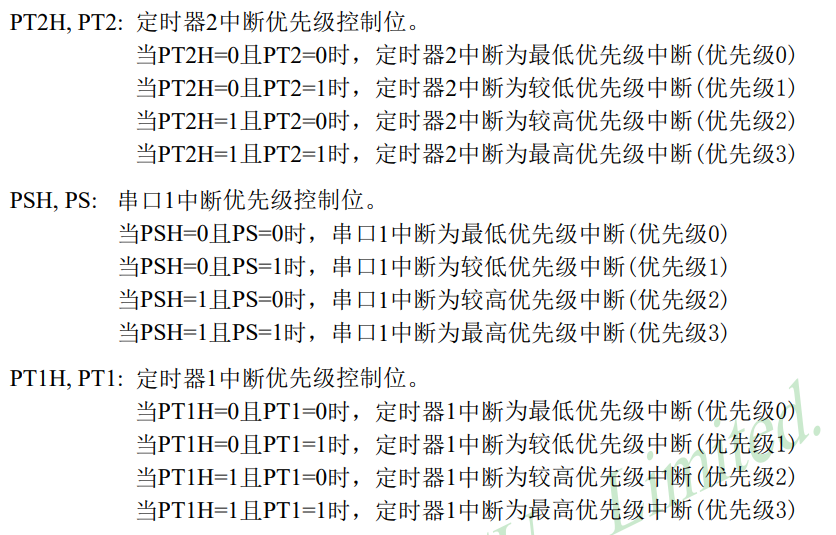 PT2H, PT2: 定时器2中断优先级控制位。
当PT2H=0且PT2=0时，定时器2中断为最低优先级中断(优先级0)
当PT2H=0且PT2=1时，定时器2中断为较低优先级中断(优先级1)
当PT2H=1且PT2=0时，定时器2中断为较高优先级中断(优先级2)
当PT2H=1且PT2=1时，定时器2中断为最高优先级中断(优先级3)
PSH, PS: 串口1中断优先级控制位。
当PSH=0且PS=0时，串口1中断为最低优先级中断(优先级0)
当PSH=0且PS=1时，串口1中断为较低优先级中断(优先级1)
当PSH=1且PS=0时，串口1中断为较高优先级中断(优先级2)
当PSH=1且PS=1时，串口1中断为最高优先级中断(优先级3)
PT1H, PT1: 定时器1中断优先级控制位。
当PT1H=0且PT1=0时，定时器1中断为最低优先级中断(优先级0)
当PT1H=0且PT1=1时，定时器1中断为较低优先级中断(优先级1)
当PT1H=1且PT1=0时，定时器1中断为较高优先级中断(优先级2)
当PT1H=1且PT1=1时，定时器1中断为最高优先级中断(优先级3)
Limited.